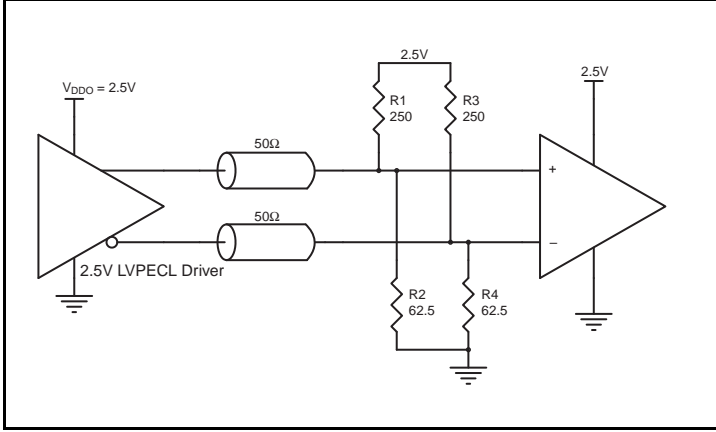 2.5V
V_DDO = 2.5V
2.5V
R1
250
R3
250
50Ω
+
50Ω
−
2.5V LVPECL Driver
R2
62.5
R4
62.5